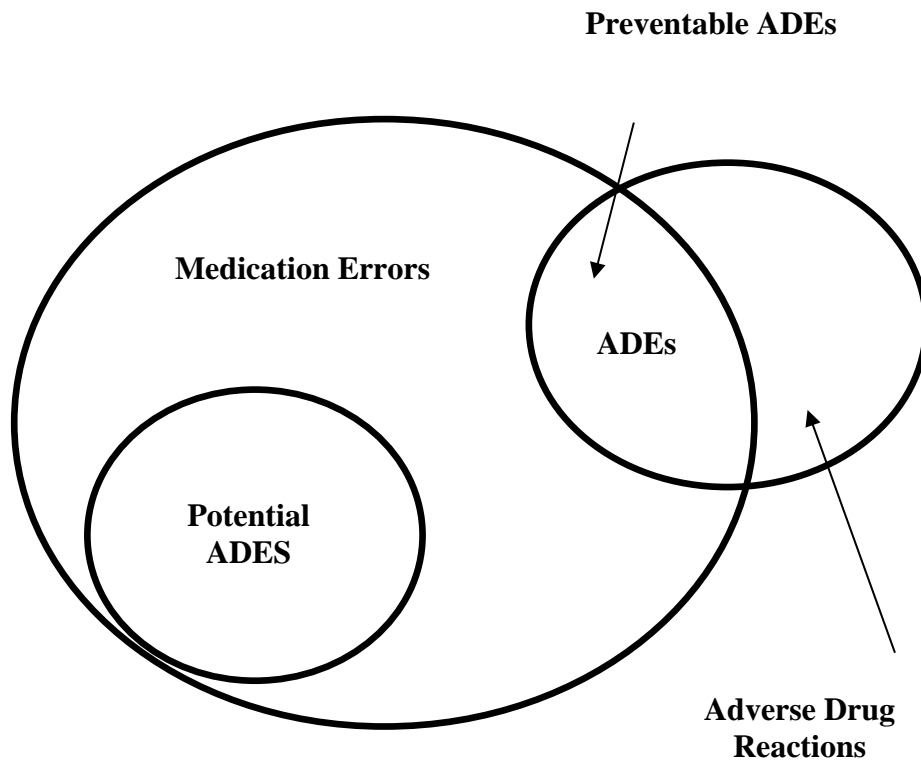 Preventable ADEs
Medication Errors
ADEs
Potential
ADES
Adverse Drug
Reactions